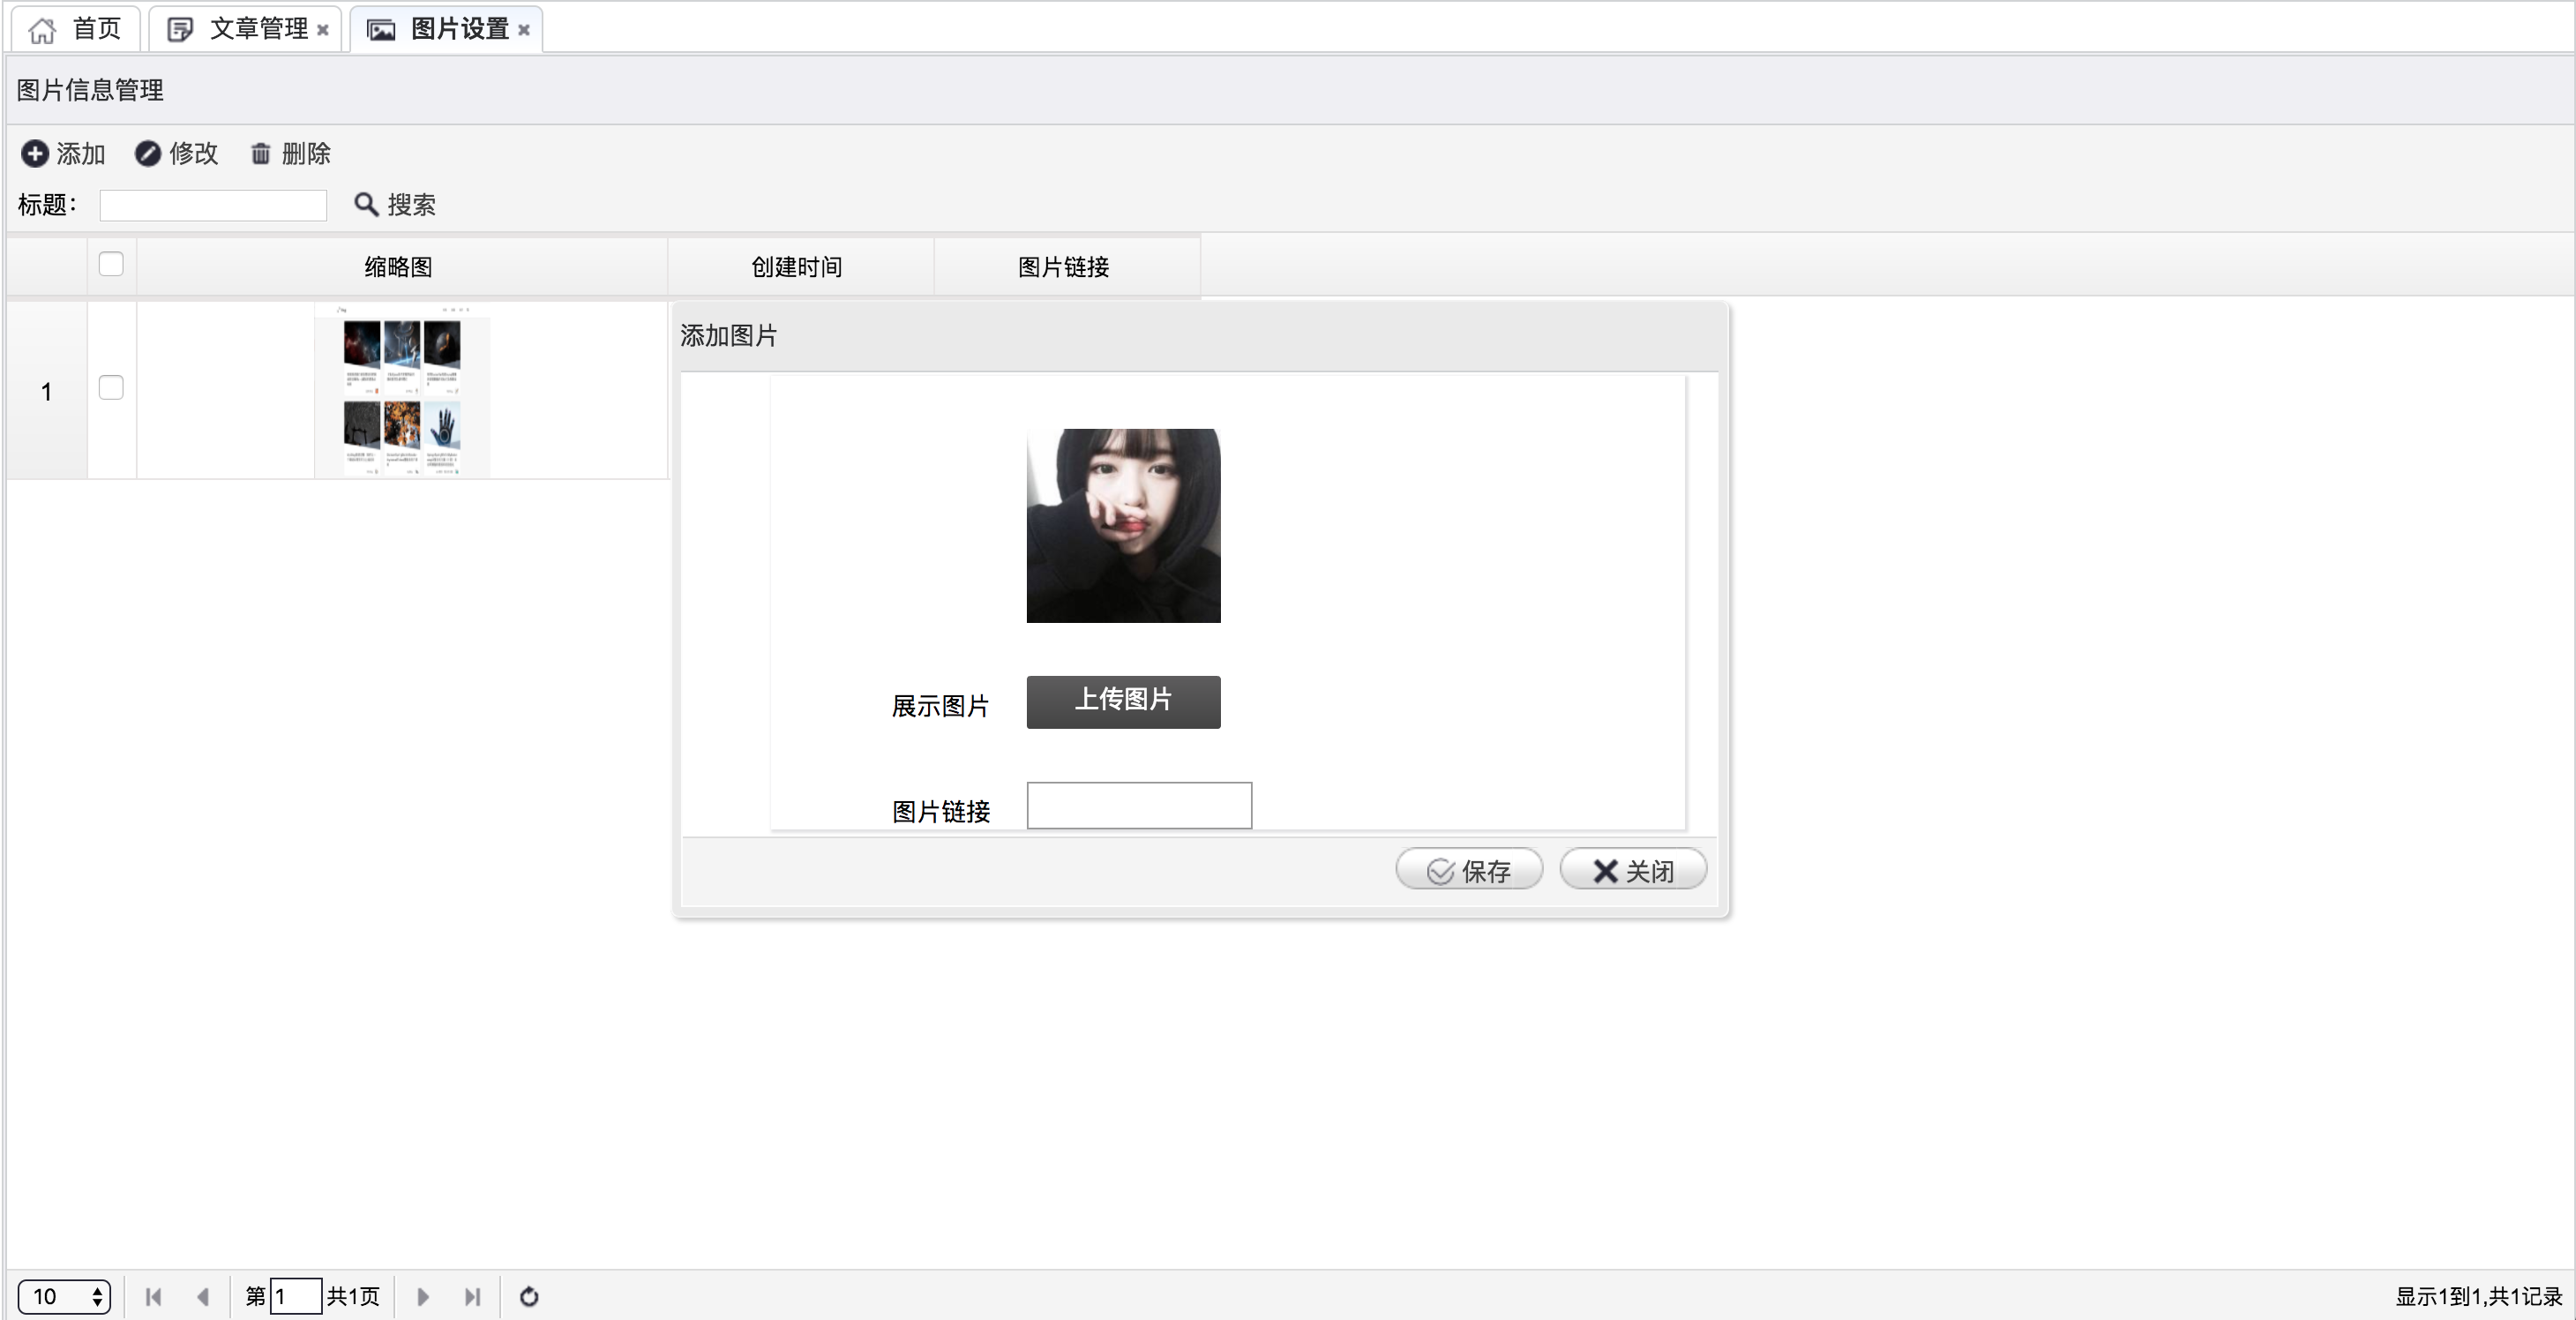 首页 文章管理 图片设置
图片信息管理
添加 修改 删除
标题： 搜索
缩略图 创建时间 图片链接
1
添加图片
展示图片 上传图片
图片链接
保存 关闭
10 第 1 共1页 显示1到1,共1记录